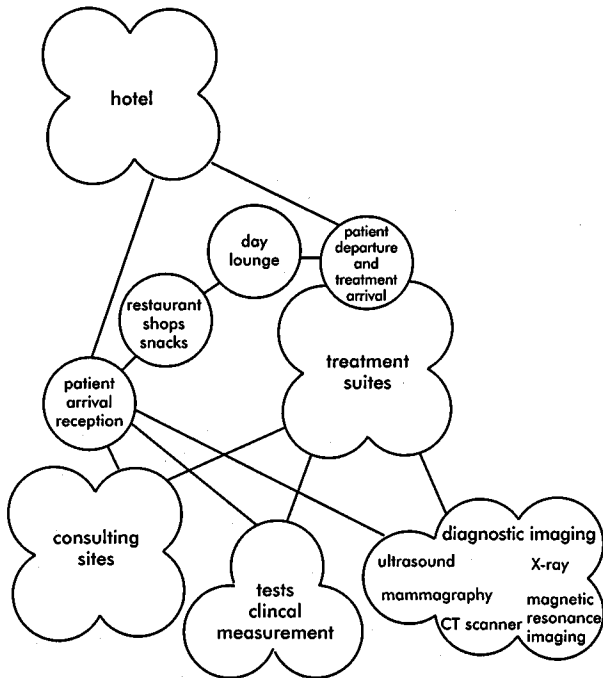 hotel
day
lounge
patient
departure
and
treatment
arrival
restaurant
shops
snacks
treatment
suites
patient
arrival
reception
consulting
sites
tests
clincal
measurement
diagnostic imaging
ultrasound
X-ray
mammagraphy
magnetic
resonance
imaging
CT scanner